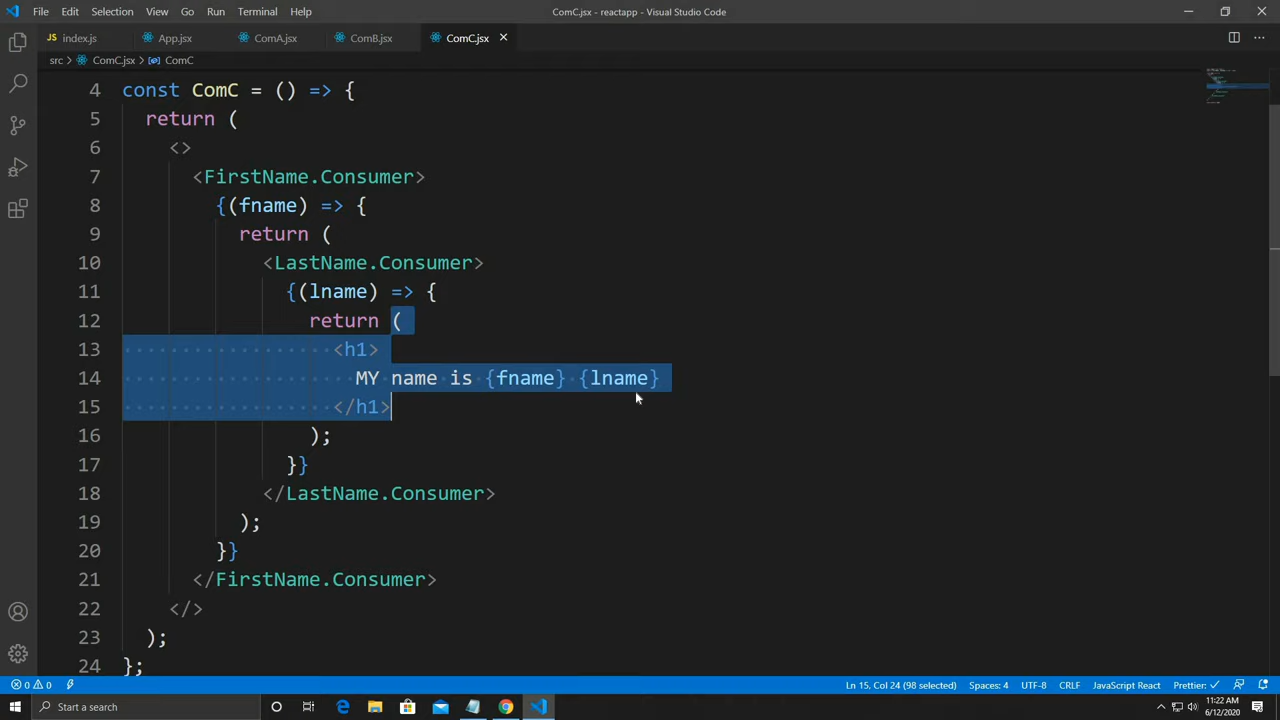 File Edit Selection View Go Run Terminal Help
ComC.jsx - reactapp - Visual Studio Code
JS index.js
App.jsx
ComA.jsx
ComB.jsx
ComC.jsx
src > ComC.jsx > ComC
4 const ComC = () => {
5 return (
6 <>
7 <FirstName.Consumer>
8 {(fname) => {
9 return (
10 <LastName.Consumer>
11 {(lname) => {
12 return (
13 <h1>
14 MY name is {fname} {lname}
15 </h1>
16 );
17 }}
18 </LastName.Consumer>
19 );
20 }}
21 </FirstName.Consumer>
22 </>
23 );
24 };
0 0 Ln 15, Col 24 (98 selected) Spaces: 4 UTF-8 CRLF JavaScript React Prettier: ✓
Start a search
11:22 AM
6/12/2020